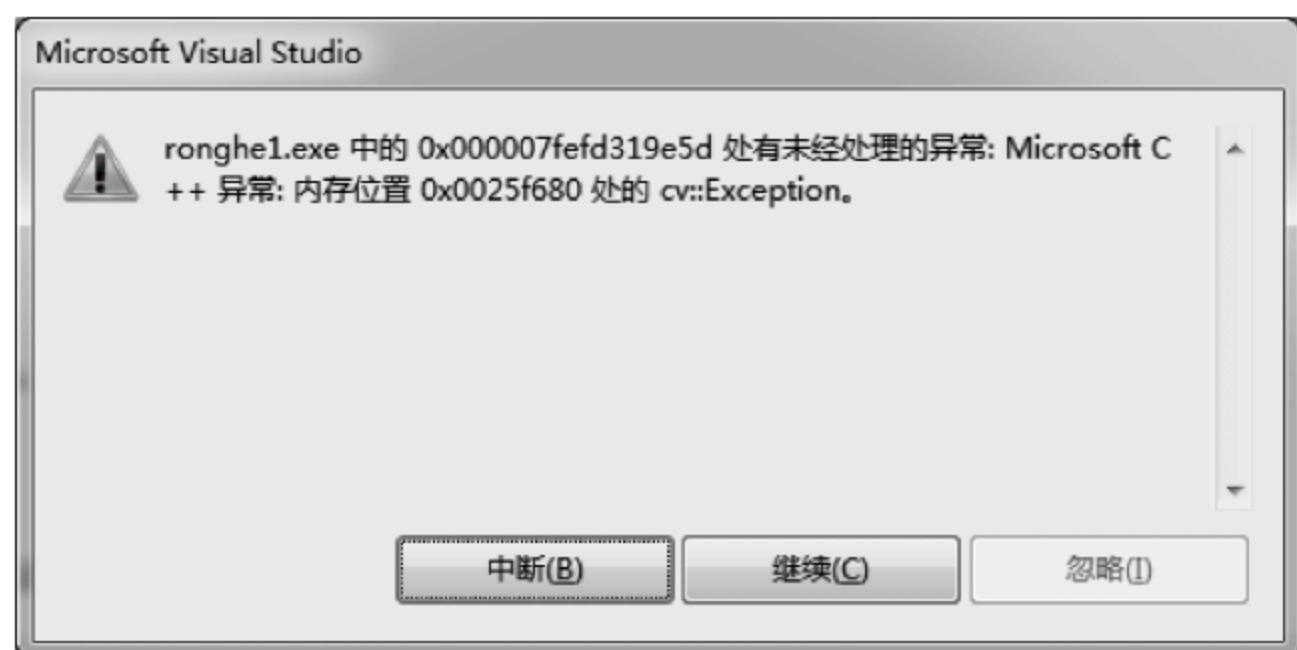 Microsoft Visual Studio
ronghe1.exe 中的 0x000007fefd319e5d 处有未经处理的异常: Microsoft C
++ 异常: 内存位置 0x0025f680 处的 cv::Exception。
中断(B)
继续(C)
忽略(I)